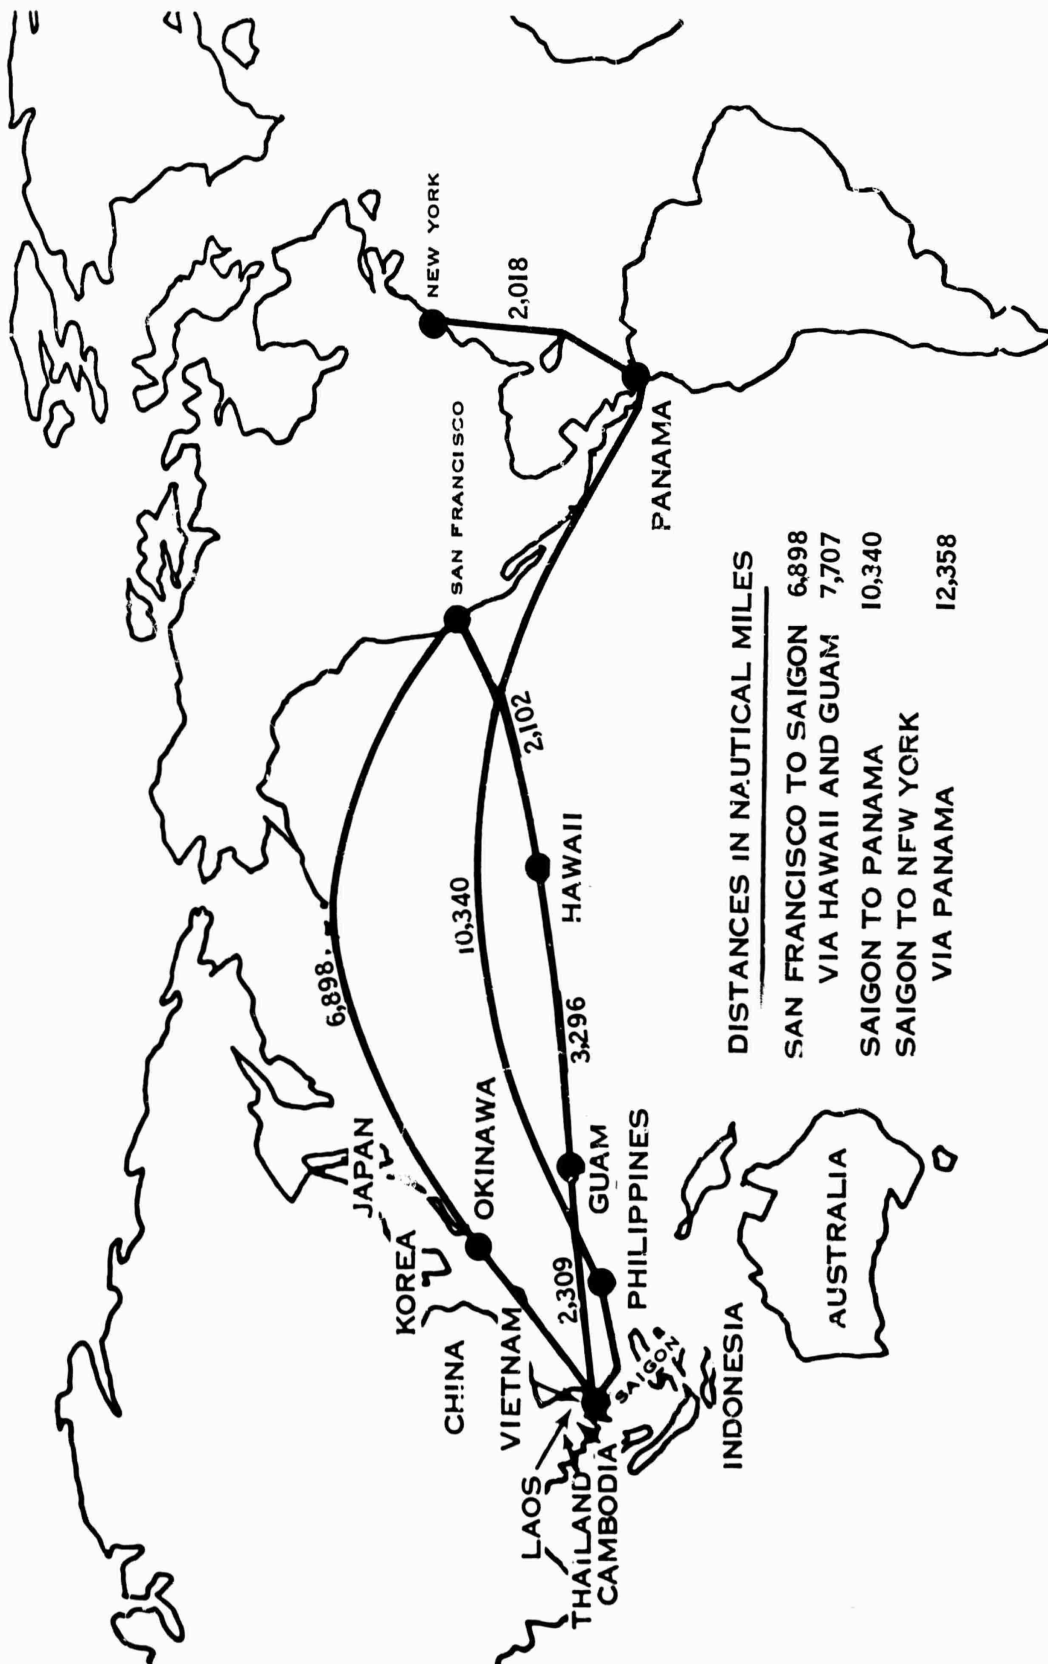 NEW YORK
2,018
SAN FRANCISCO
PANAMA
2,102
HAWAII
10,340
6,898
3,296
OKINAWA
JAPAN
KOREA
GUAM
PHILIPPINES
2,309
CHINA
VIETNAM
SAIGON
LAOS
THAILAND
CAMBODIA
INDONESIA
AUSTRALIA
DISTANCES IN NAUTICAL MILES
SAN FRANCISCO TO SAIGON 6,898
VIA HAWAII AND GUAM 7,707
SAIGON TO PANAMA 10,340
SAIGON TO NFW YORK
VIA PANAMA 12,358